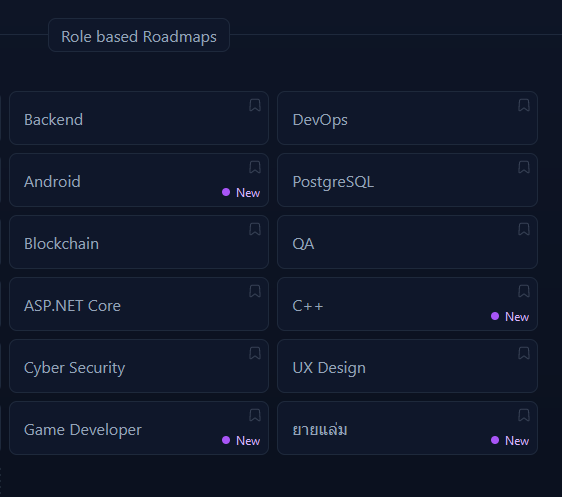 Role based Roadmaps
Backend
DevOps
Android
New
PostgreSQL
Blockchain
QA
ASP.NET Core
C++
New
Cyber Security
UX Design
Game Developer
New
ยายแล่ม
New